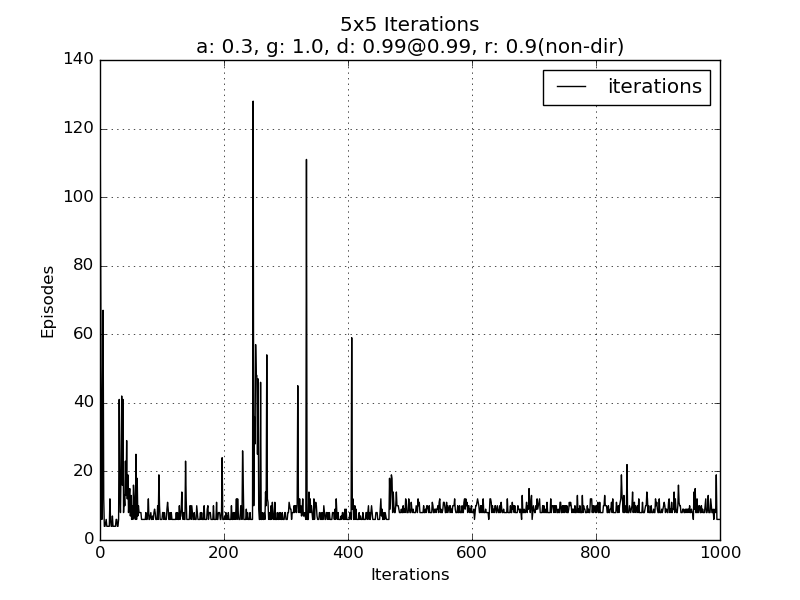 5x5 Iterations
a: 0.3, g: 1.0, d: 0.99@0.99, r: 0.9(non-dir)
iterations
140
120
100
80
60
40
20
0
Episodes
0 200 400 600 800 1000
Iterations